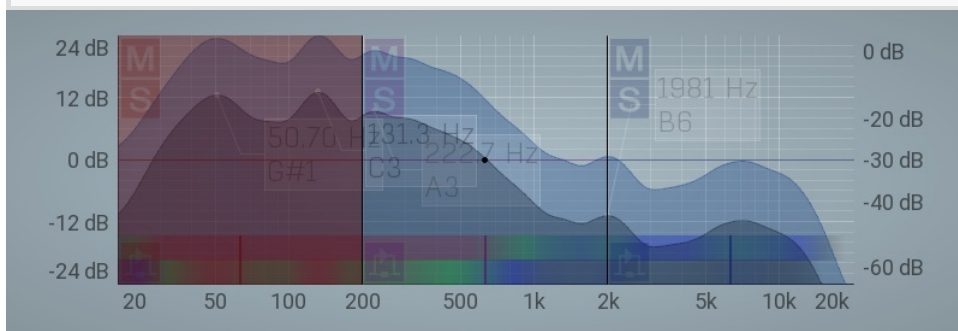 24 dB
12 dB
0 dB
-12 dB
-24 dB
M
S
M
S
M
S
50.70 Hz
G#1
131.3 Hz
C3
222.7 Hz
A3
1981 Hz
B6
0 dB
-20 dB
-30 dB
-40 dB
-60 dB
20 50 100 200 500 1k 2k 5k 10k 20k